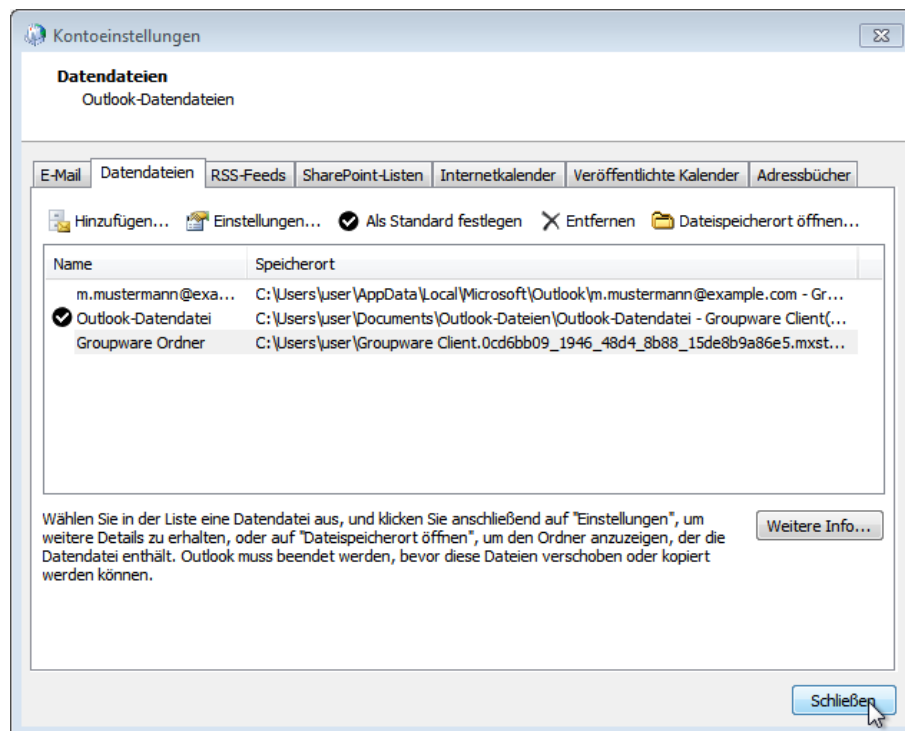 Kontoeinstellungen
Datendateien
Outlook-Datendateien
E-Mail Datendateien RSS-Feeds SharePoint-Listen Internetkalender Veröffentlichte Kalender Adressbücher
Hinzufügen... Einstellungen... Als Standard festlegen Entfernen Dateispeicherort öffnen...
Name Speicherort
m.mustermann@exa... C:\Users\user\AppData\Local\Microsoft\Outlook\m.mustermann@example.com - Gr...
Outlook-Datendatei C:\Users\user\Documents\Outlook-Dateien\Outlook-Datendatei - Groupware Client(...
Groupware Ordner C:\Users\user\Groupware Client.0cd6bb09_1946_48d4_8b88_15de8b9a86e5.mxst...
Wählen Sie in der Liste eine Datendatei aus, und klicken Sie anschließend auf "Einstellungen", um
weitere Details zu erhalten, oder auf "Dateispeicherort öffnen", um den Ordner anzuzeigen, der die
Datendatei enthält. Outlook muss beendet werden, bevor diese Dateien verschoben oder kopiert
werden können.
Weitere Info...
Schließen